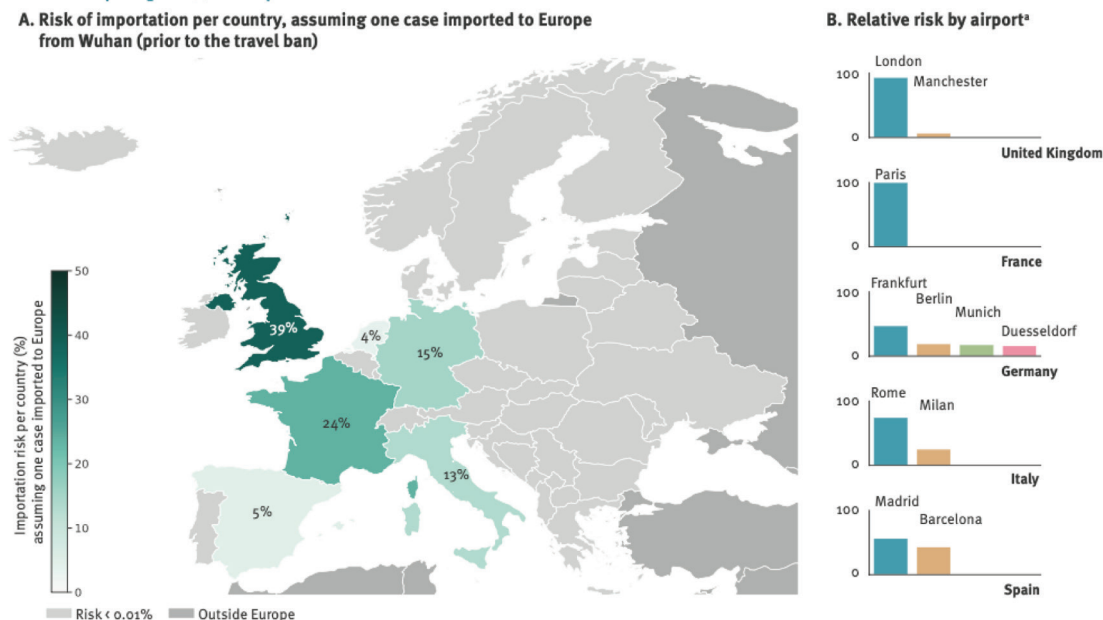 A. Risk of importation per country, assuming one case imported to Europe
from Wuhan (prior to the travel ban)
Importation risk per country (%)
assuming one case imported to Europe
50
40
30
20
10
0
39%
4%
15%
24%
13%
5%
Risk < 0.01%
Outside Europe
B. Relative risk by airportᵃ
London
Manchester
100
0
United Kingdom
Paris
100
0
France
Frankfurt
Berlin
Munich
Duesseldorf
100
0
Germany
Rome
Milan
100
0
Italy
Madrid
Barcelona
100
0
Spain